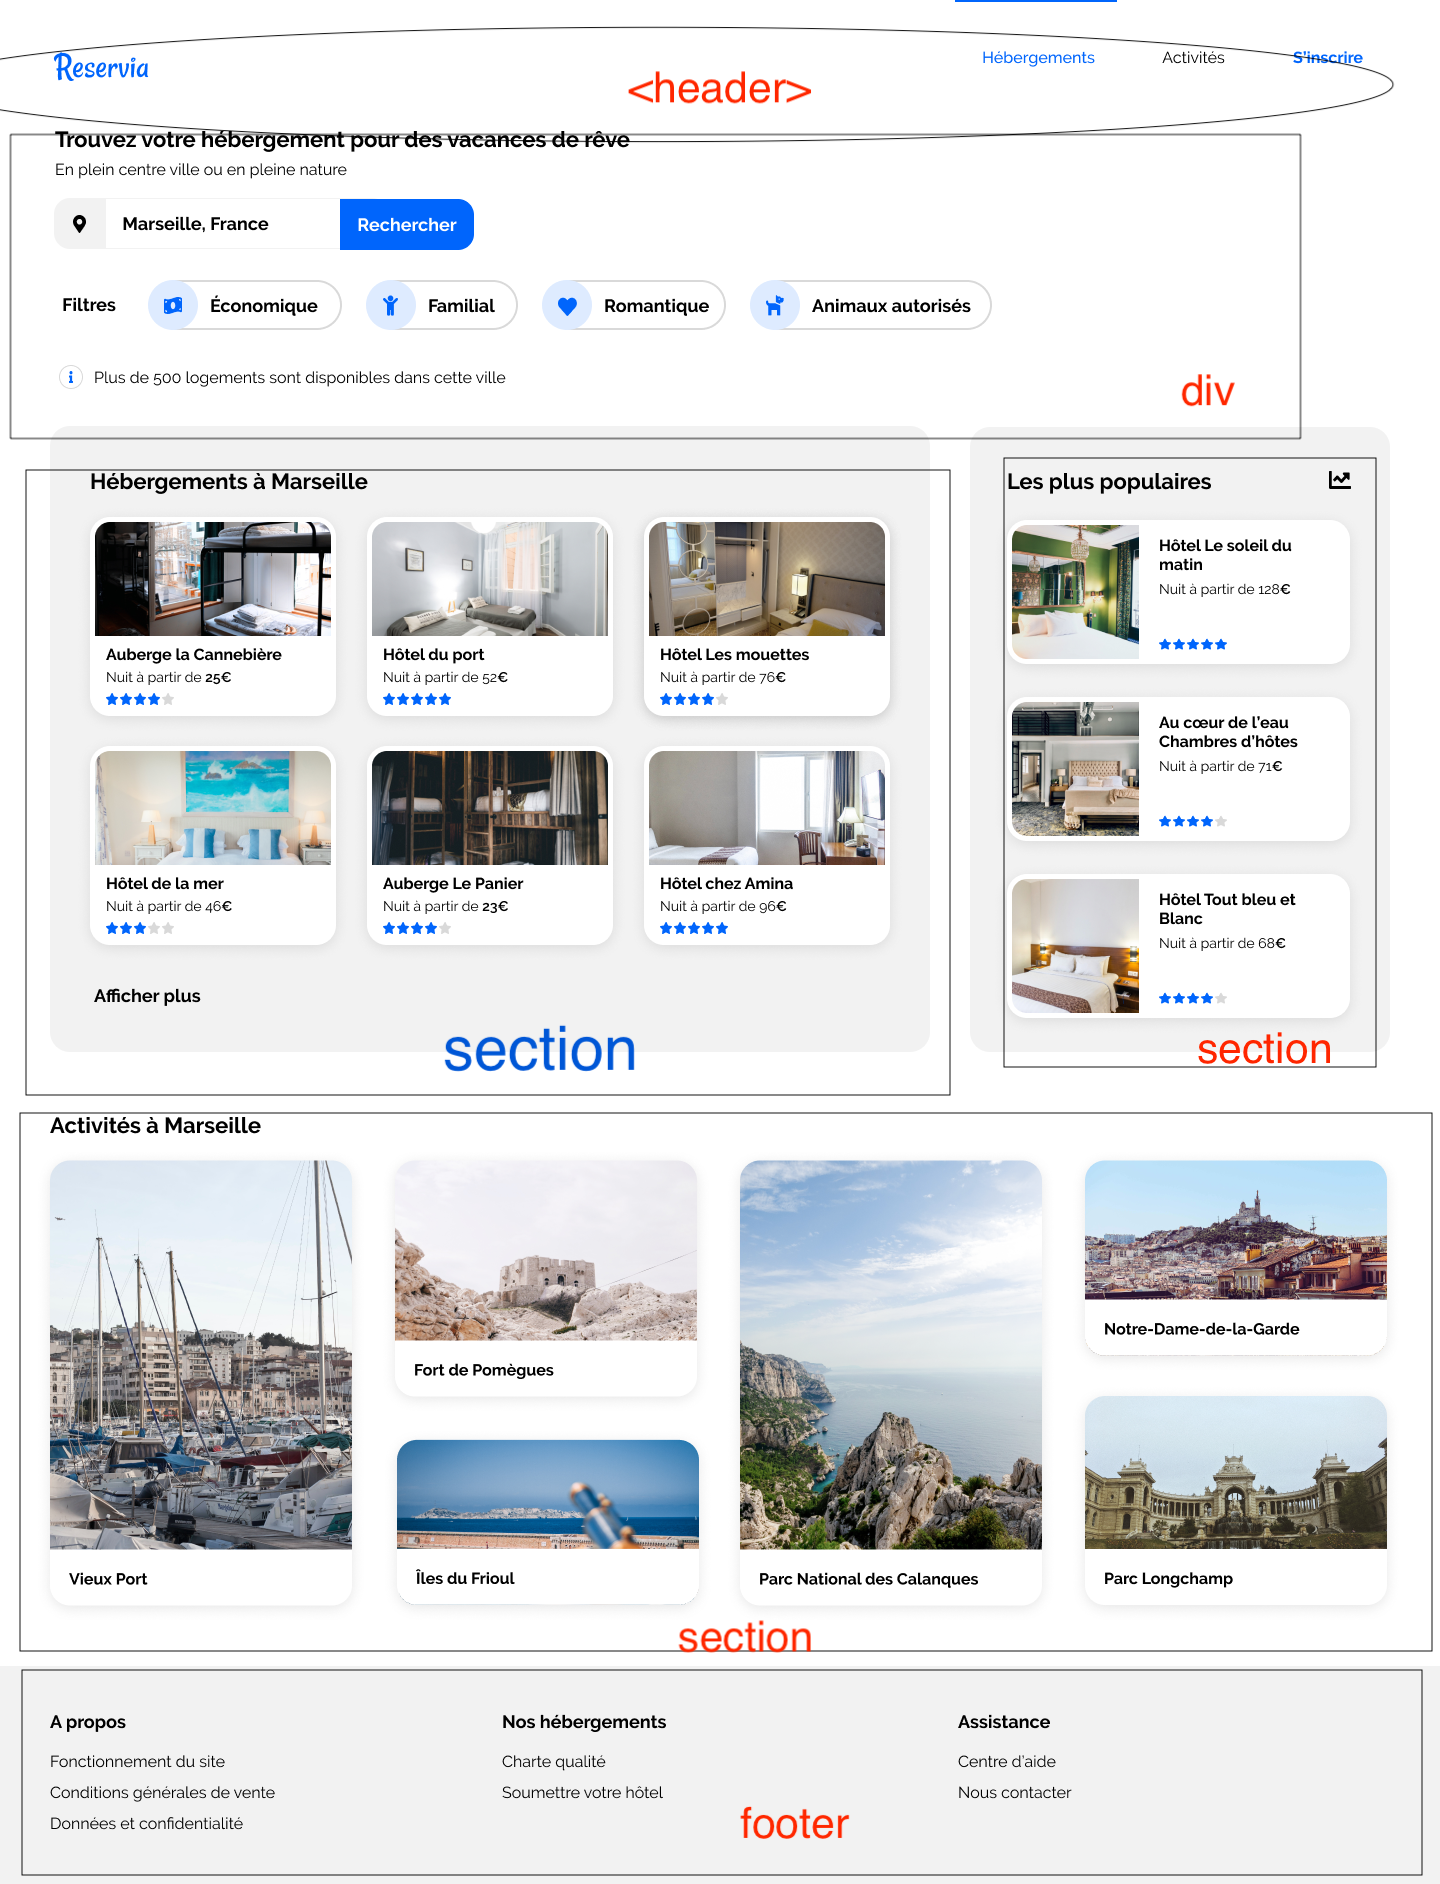 Reservia
Hébergements
Activités
S'inscrire
<header>
Trouvez votre hébergement pour des vacances de rêve
En plein centre ville ou en pleine nature
Marseille, France
Rechercher
Filtres
Économique
Familial
Romantique
Animaux autorisés
Plus de 500 logements sont disponibles dans cette ville
div
Hébergements à Marseille
Auberge la Cannebière
Nuit à partir de 25€
Hôtel du port
Nuit à partir de 52€
Hôtel Les mouettes
Nuit à partir de 76€
Hôtel de la mer
Nuit à partir de 46€
Auberge Le Panier
Nuit à partir de 23€
Hôtel chez Amina
Nuit à partir de 96€
Afficher plus
section
Les plus populaires
Hôtel Le soleil du
matin
Nuit à partir de 128€
Au cœur de l'eau
Chambres d'hôtes
Nuit à partir de 71€
Hôtel Tout bleu et
Blanc
Nuit à partir de 68€
section
Activités à Marseille
Vieux Port
Fort de Pomègues
Îles du Frioul
Parc National des Calanques
Notre-Dame-de-la-Garde
Parc Longchamp
section
A propos
Fonctionnement du site
Conditions générales de vente
Données et confidentialité
Nos hébergements
Charte qualité
Soumettre votre hôtel
Assistance
Centre d'aide
Nous contacter
footer